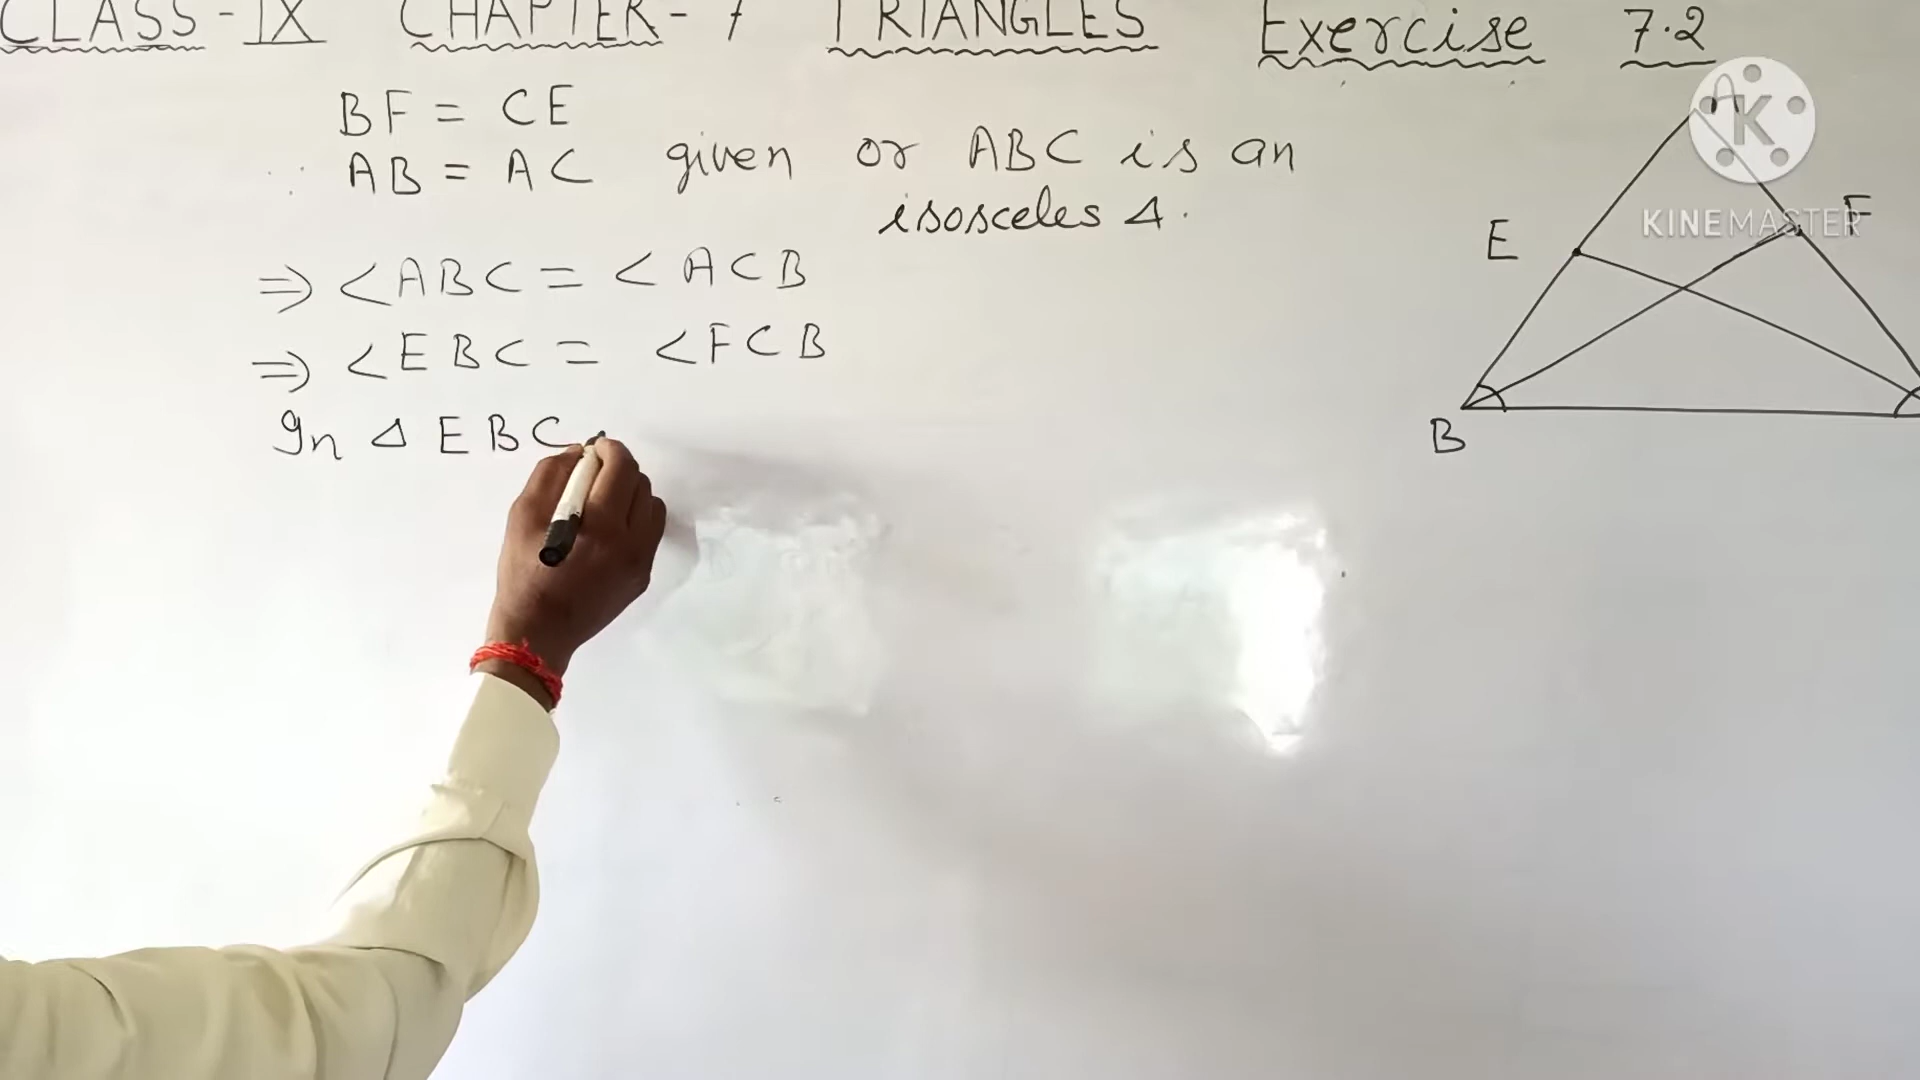 CLASS-IX CHAPTER-7 TRIANGLES Exercise 7.2
BF = CE
∵ AB = AC given or ABC is an
isosceles Δ.
⇒ <ABC = <ACB
⇒ <EBC = <FCB
In Δ EBC
A
K
KINEMASTER
F
E
B